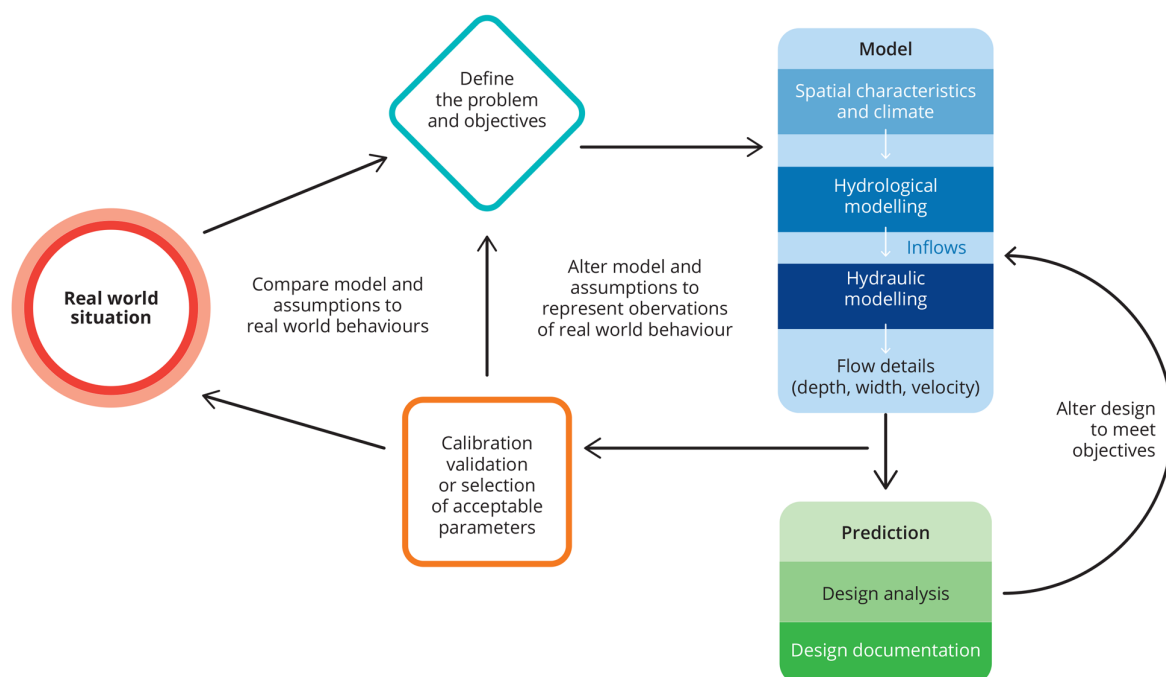 Define
the problem
and objectives
Model
Spatial characteristics
and climate
Hydrological
modelling
Inflows
Hydraulic
modelling
Flow details
(depth, width, velocity)
Real world
situation
Compare model and
assumptions to
real world behaviours
Alter model and
assumptions to
represent obervations
of real world behaviour
Calibration
validation
or selection
of acceptable
parameters
Alter design
to meet
objectives
Prediction
Design analysis
Design documentation